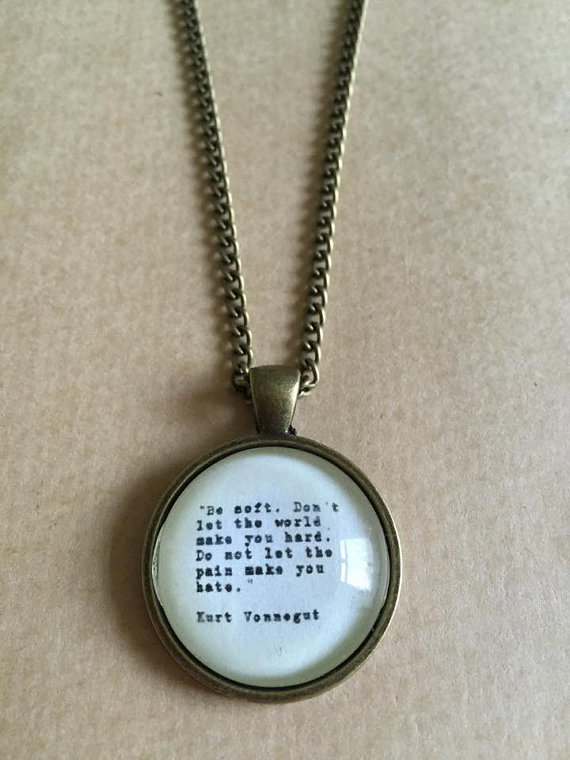 "Be soft. Don't
let the world
make you hard.
Do not let the
pain make you
hate."
Kurt Vonnegut